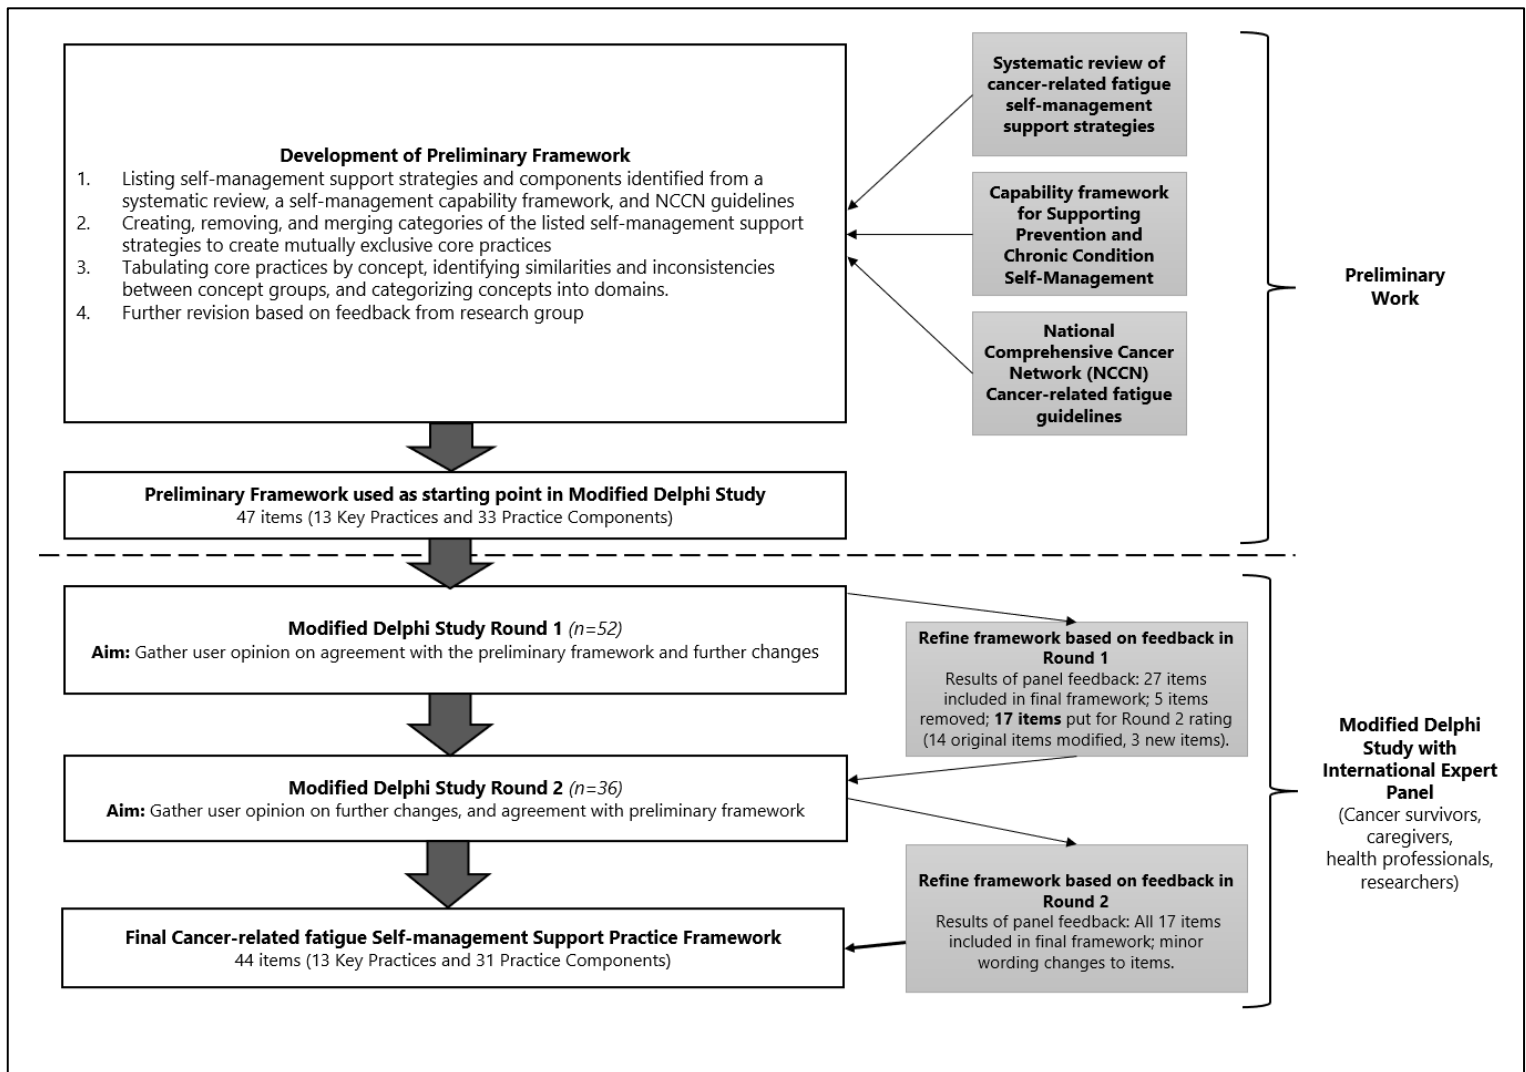 Development of Preliminary Framework
1. Listing self-management support strategies and components identified from a
systematic review, a self-management capability framework, and NCCN guidelines
2. Creating, removing, and merging categories of the listed self-management support
strategies to create mutually exclusive core practices
3. Tabulating core practices by concept, identifying similarities and inconsistencies
between concept groups, and categorizing concepts into domains.
4. Further revision based on feedback from research group
Systematic review of
cancer-related fatigue
self-management
support strategies
Capability framework
for Supporting
Prevention and
Chronic Condition
Self-Management
National
Comprehensive Cancer
Network (NCCN)
Cancer-related fatigue
guidelines
Preliminary
Work
Preliminary Framework used as starting point in Modified Delphi Study
47 items (13 Key Practices and 33 Practice Components)
Modified Delphi Study Round 1 (n=52)
Aim: Gather user opinion on agreement with the preliminary framework and further changes
Refine framework based on feedback in
Round 1
Results of panel feedback: 27 items
included in final framework; 5 items
removed; 17 items put for Round 2 rating
(14 original items modified, 3 new items).
Modified Delphi Study Round 2 (n=36)
Aim: Gather user opinion on further changes, and agreement with preliminary framework
Refine framework based on feedback in
Round 2
Results of panel feedback: All 17 items
included in final framework; minor
wording changes to items.
Final Cancer-related fatigue Self-management Support Practice Framework
44 items (13 Key Practices and 31 Practice Components)
Modified Delphi
Study with
International Expert
Panel
(Cancer survivors,
caregivers,
health professionals,
researchers)